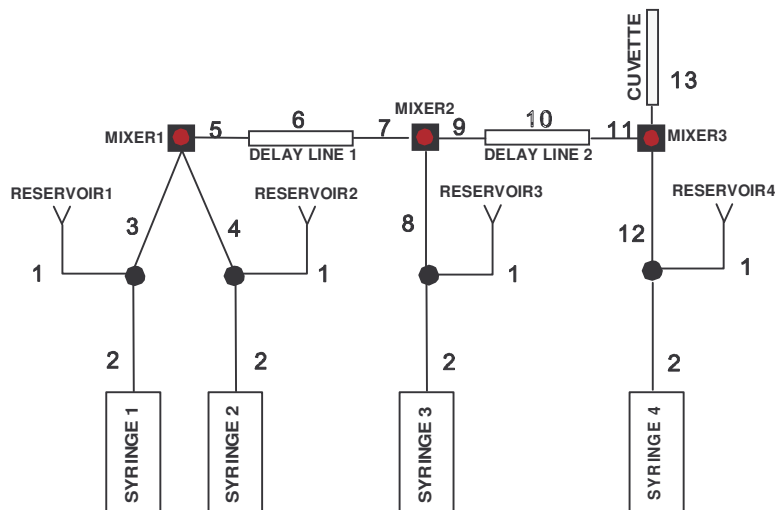 CUVETTE
13
MIXER1
5
6
7
MIXER2
9
10
11
MIXER3
DELAY LINE 1
DELAY LINE 2
RESERVOIR1
RESERVOIR2
RESERVOIR3
RESERVOIR4
3
4
8
12
1
1
1
1
2
2
2
2
SYRINGE 1
SYRINGE 2
SYRINGE 3
SYRINGE 4